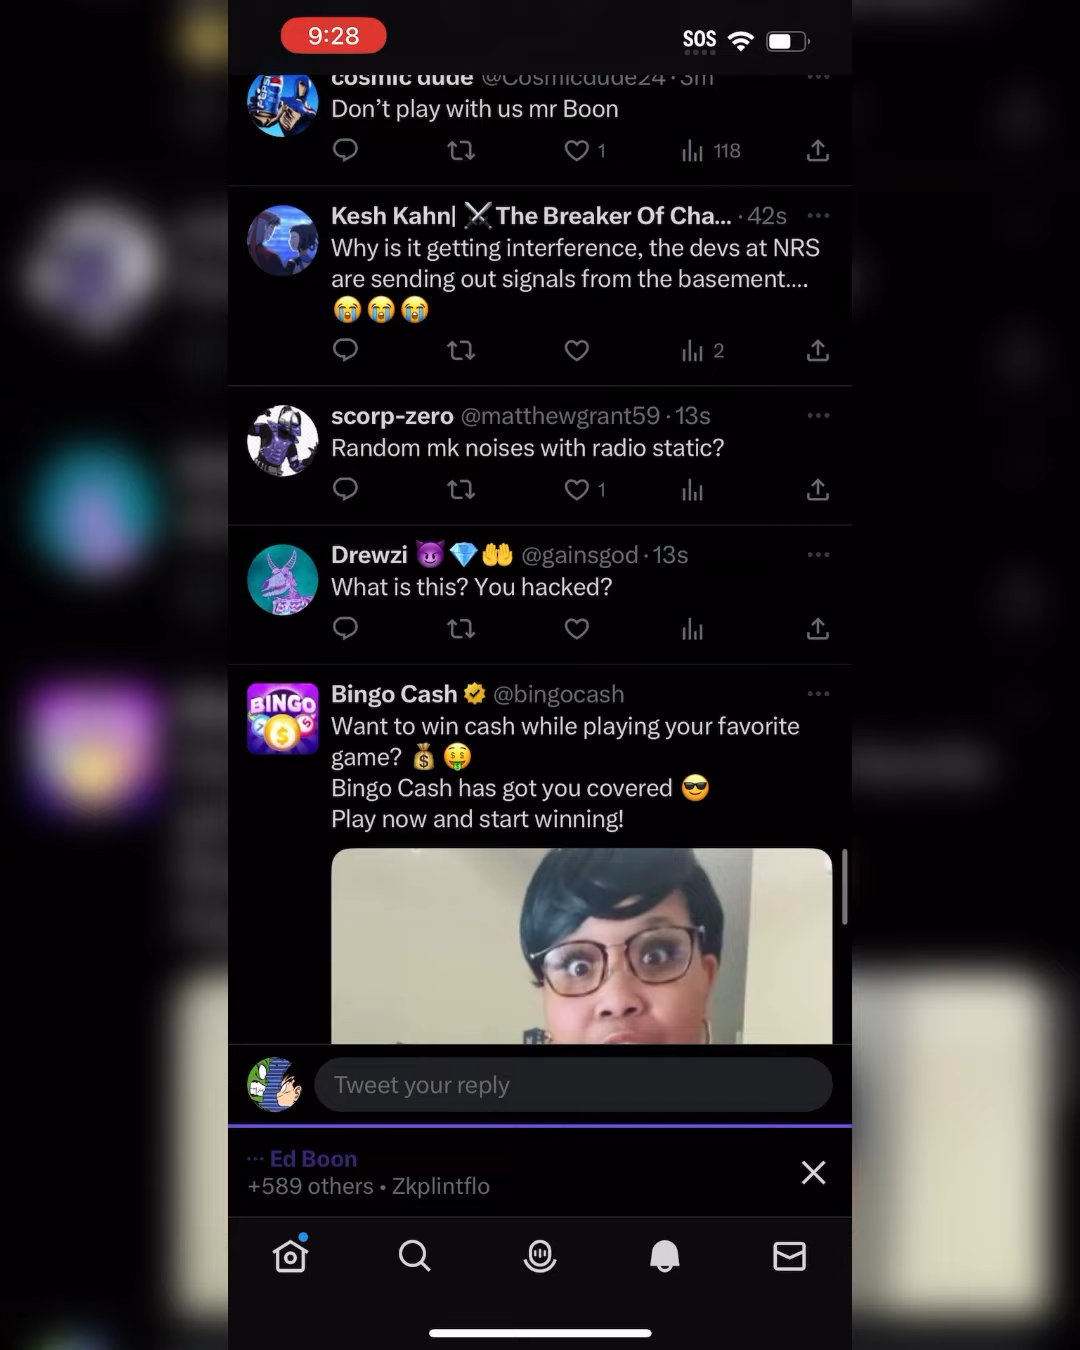 9:28
SOS
cosmic dude @Cosmicdude24 · 3m
Don't play with us mr Boon
1 118
Kesh Kahn| ⚔The Breaker Of Cha... · 42s
Why is it getting interference, the devs at NRS
are sending out signals from the basement....
😭😭😭
2
scorp-zero @matthewgrant59 · 13s
Random mk noises with radio static?
1
Drewzi 😈💎🤲 @gainsgod · 13s
What is this? You hacked?
BINGO
Bingo Cash @bingocash
Want to win cash while playing your favorite
game? 💰🤑
Bingo Cash has got you covered 😎
Play now and start winning!
Tweet your reply
Ed Boon
+589 others • Zkplintflo